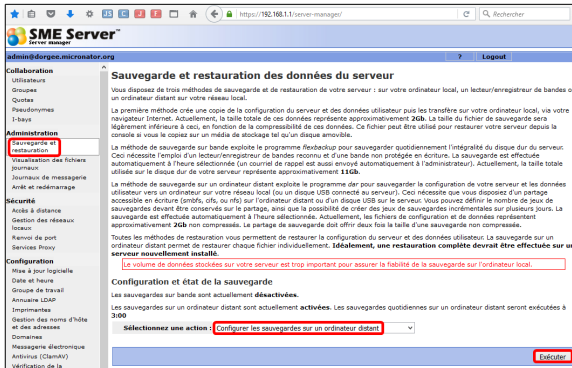 https://192.168.1.1/server-manager/
Rechercher
SME Server™
Server manager
admin@dorgee.micronator.org
? Logout
Collaboration
Utilisateurs
Groupes
Quotas
Pseudonymes
I-bays
Administration
Sauvegarde et
restauration
Visualisation des fichiers
journaux
Journaux de messagerie
Arrêt et redémarrage
Sécurité
Accès à distance
Gestion des réseaux
locaux
Renvoi de port
Services Proxy
Configuration
Mise à jour logicielle
Date et heure
Groupe de travail
Annuaire LDAP
Imprimantes
Gestion des noms d'hôte
et des adresses
Domaines
Messagerie électronique
Antivirus (ClamAV)
Vérification de la
Sauvegarde et restauration des données du serveur
Vous disposez de trois méthodes de sauvegarde et de restauration de votre serveur : sur votre ordinateur local, un lecteur/enregistreur de bandes o
un ordinateur distant sur votre réseau local.
La première méthode crée une copie de la configuration du serveur et des données utilisateur puis les transfère sur votre ordinateur local, via votre
navigateur Internet. Actuellement, la taille totale de ces données représente approximativement 2Gb. La taille du fichier de sauvegarde sera
légèrement inférieure à ceci, en fonction de la compressibilité de ces données. Ce fichier peut être utilisé pour restaurer votre serveur depuis la
console si vous le copiez sur un média de stockage tel qu'un disque amovible.
La méthode de sauvegarde sur bande exploite le programme flexbackup pour sauvegarder quotidiennement l'intégralité du disque dur du serveur.
Ceci nécessite l'emploi d'un lecteur/enregistreur de bandes reconnu et d'une bande non protégée en écriture. La sauvegarde est effectuée
automatiquement à l'heure sélectionnée (un courriel de rappel est aussi envoyé automatiquement à l'administrateur). Actuellement, la taille totale
utilisée sur le disque dur de votre serveur représente approximativement 11Gb.
La méthode de sauvegarde sur un ordinateur distant exploite le programme dar pour sauvegarder la configuration de votre serveur et les données
utilisateur vers un ordinateur sur votre réseau local (ou un disque USB connecté au serveur). Ceci nécessite que vous disposiez d'un partage
accessible en écriture (smbfs, cifs, ou nfs) sur l'ordinateur distant ou d'un disque USB sur le serveur. Vous pouvez définir le nombre de jeux de
sauvegardes devant être conservés sur le partage, ainsi que la possibilité de créer des jeux de sauvegardes incrémentales sur plusieurs jours. La
sauvegarde est effectuée automatiquement à l'heure sélectionnée. Actuellement, les fichiers de configuration et de données représentent
approximativement 2GB non compressés. Le partage de sauvegarde doit offrir deux fois la taille d'une sauvegarde non compressée.
Toutes les méthodes de restauration vous permettent de restaurer la configuration du serveur et des données utilisateur. La sauvegarde sur un
ordinateur distant permet de restaurer chaque fichier individuellement. Idéalement, une restauration complète devrait être effectuée sur un
serveur nouvellement installé.
Le volume de données stockées sur votre serveur est trop important pour assurer la fiabilité de la sauvegarde sur l'ordinateur local.
Configuration et état de la sauvegarde
Les sauvegardes sur bande sont actuellement désactivées.
Les sauvegardes sur un ordinateur distant sont actuellement activées. Les sauvegardes quotidiennes sur un ordinateur distant seront exécutées à
3:00
Sélectionnez une action : Configurer les sauvegardes sur un ordinateur distant
Exécuter